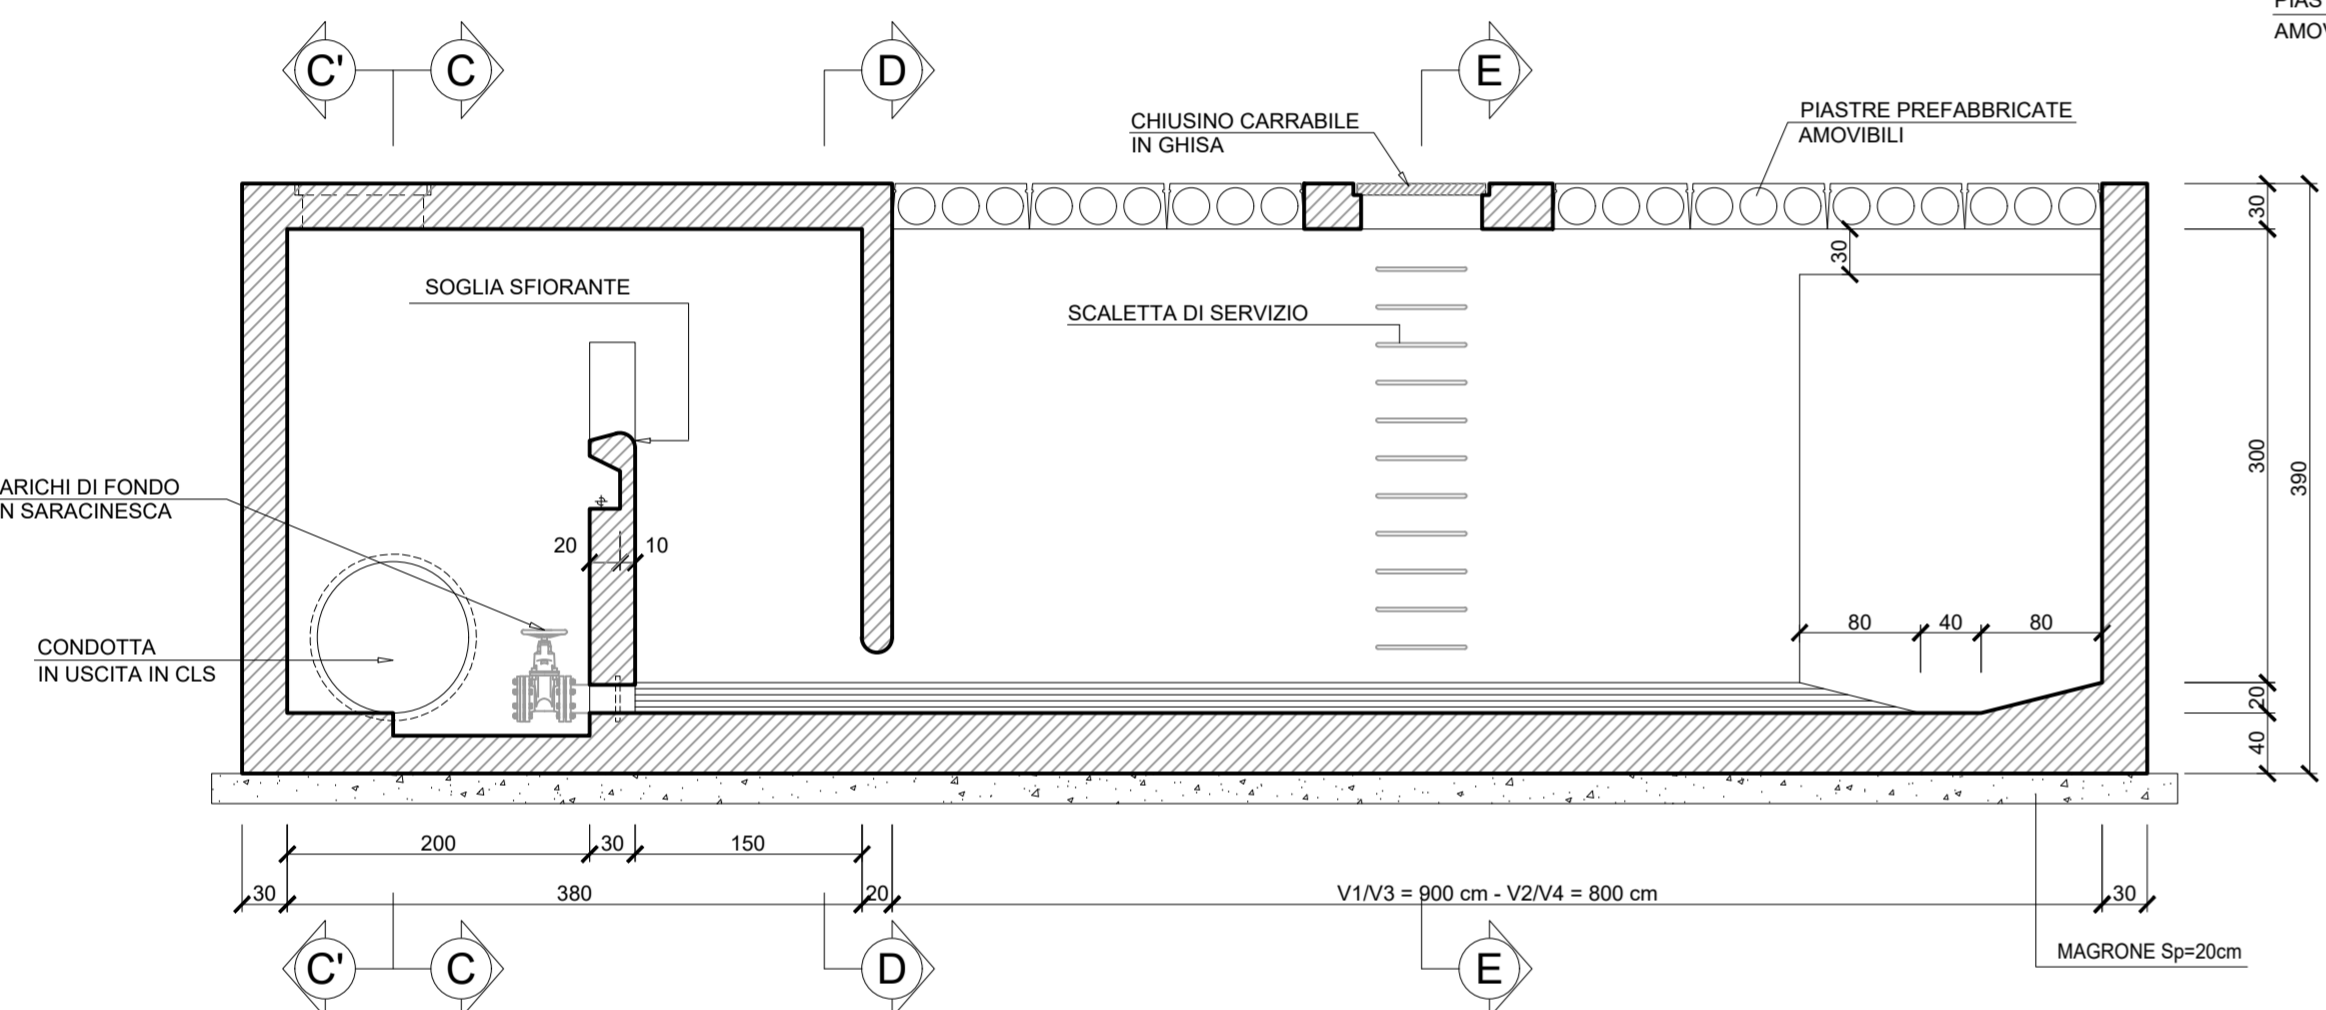 PIAS
AMOV
C'
C
D
E
CHIUSINO CARRABILE
IN GHISA
PIASTRE PREFABBRICATE
AMOVIBILI
30
30
SOGLIA SFIORANTE
SCALETTA DI SERVIZIO
300
390
ARICHI DI FONDO
N SARACINESCA
20
10
80
40
80
CONDOTTA
IN USCITA IN CLS
20
40
200
30
150
30
380
20
V1/V3 = 900 cm - V2/V4 = 800 cm
30
MAGRONE Sp=20cm
C'
C
D
E